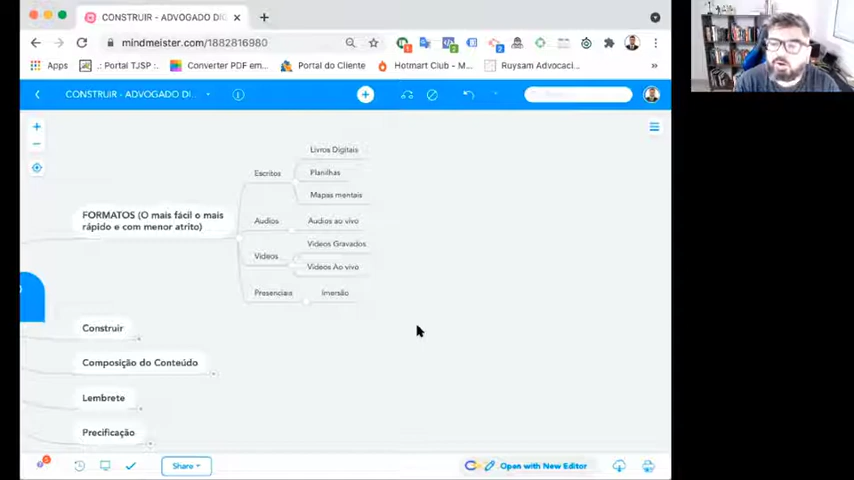 CONSTRUIR - ADVOGADO DIG
mindmeister.com/1882816980
Apps
.: Portal TJSP :.
Converter PDF em...
Portal do Cliente
Hotmart Club - M...
Ruysam Advocaci...
CONSTRUIR - ADVOGADO DI...
Livros Digitais
Escritos
Planilhas
Mapas mentais
FORMATOS (O mais fácil o mais
rápido e com menor atrito)
Audios
Audios ao vivo
Videos Gravados
Videos
Videos Ao vivo
Presenciais
Imersão
Construir
Composição do Conteúdo
Lembrete
Precificação
Share
Open with New Editor